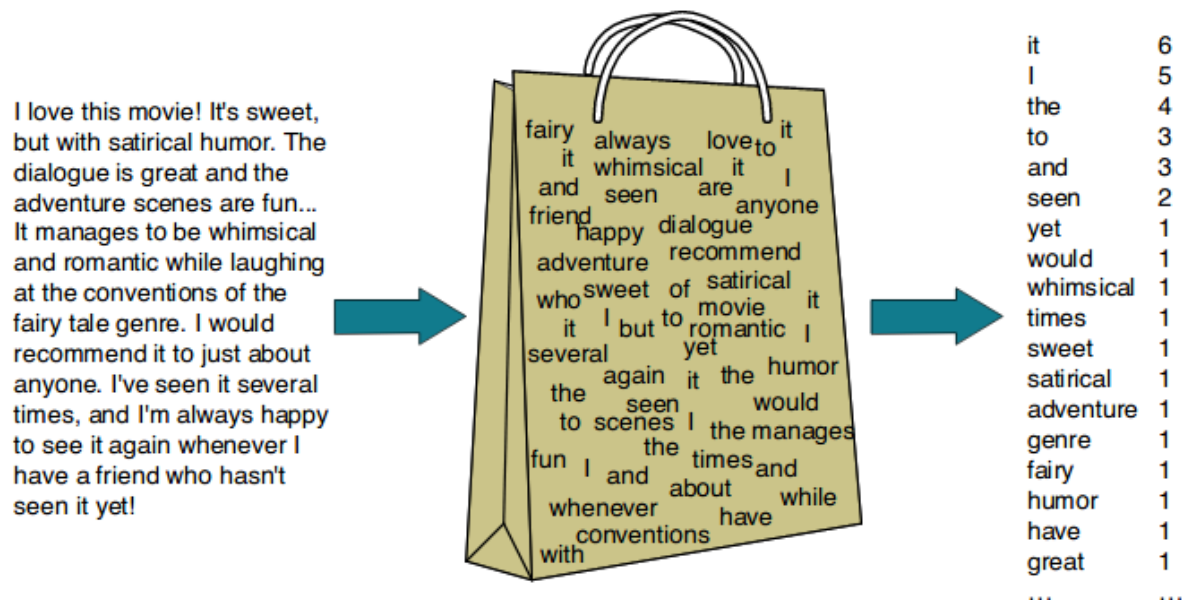 I love this movie! It's sweet,
but with satirical humor. The
dialogue is great and the
adventure scenes are fun...
It manages to be whimsical
and romantic while laughing
at the conventions of the
fairy tale genre. I would
recommend it to just about
anyone. I've seen it several
times, and I'm always happy
to see it again whenever I
have a friend who hasn't
seen it yet!
fairy always love to it
it whimsical it I
and seen are anyone
friend happy dialogue
adventure recommend
who sweet of satirical
it I but to movie it
romantic I
several yet
again it the humor
the seen would
to scenes I the manages
the
fun I and times and
about
whenever have while
conventions
with
it 6
I 5
the 4
to 3
and 3
seen 2
yet 1
would 1
whimsical 1
times 1
sweet 1
satirical 1
adventure 1
genre 1
fairy 1
humor 1
have 1
great 1
... ...